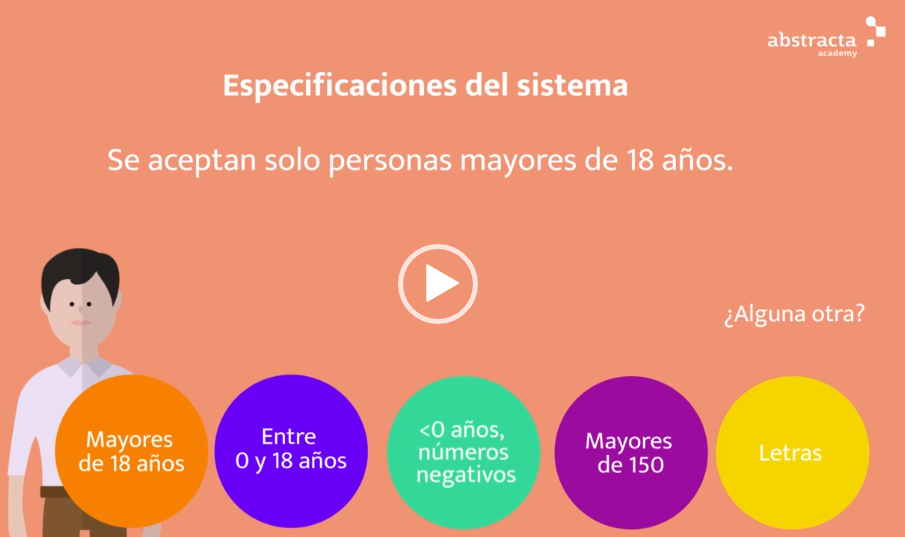 abstracta
academy
Especificaciones del sistema
Se aceptan solo personas mayores de 18 años.
¿Alguna otra?
Mayores
de 18 años
Entre
0 y 18 años
<0 años,
números
negativos
Mayores
de 150
Letras